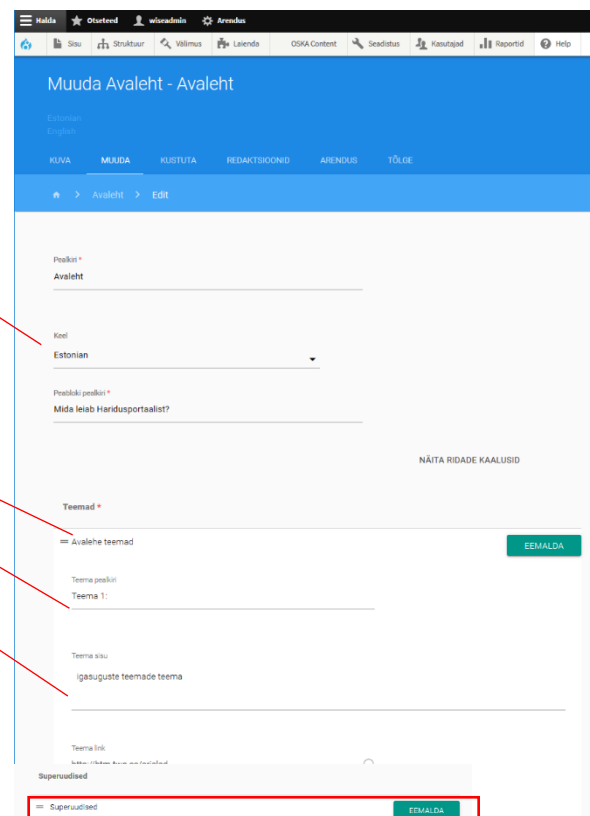 Halda Otseteed wiseadmin Arendus
Sisu Struktuur Välimus Laienda OSKA Content Seadistus Kasutajad Raportid Help
Muuda Avaleht - Avaleht
Estonian
English
KUVA MUUDA KUSTUTA REDAKTSIOONID ARENDUS TÕLGE
Avaleht > Edit
Pealkiri *
Avaleht
Keel
Estonian
Peabloki pealkiri *
Mida leiab Haridusportaalist?
NÄITA RIDADE KAALUSID
Teemad *
Avalehe teemad
EEMALDA
Teema pealkiri
Teema 1:
Teema sisu
igasuguste teemade teema
Teema link
Superuudised
Superuudised
EEMALDA